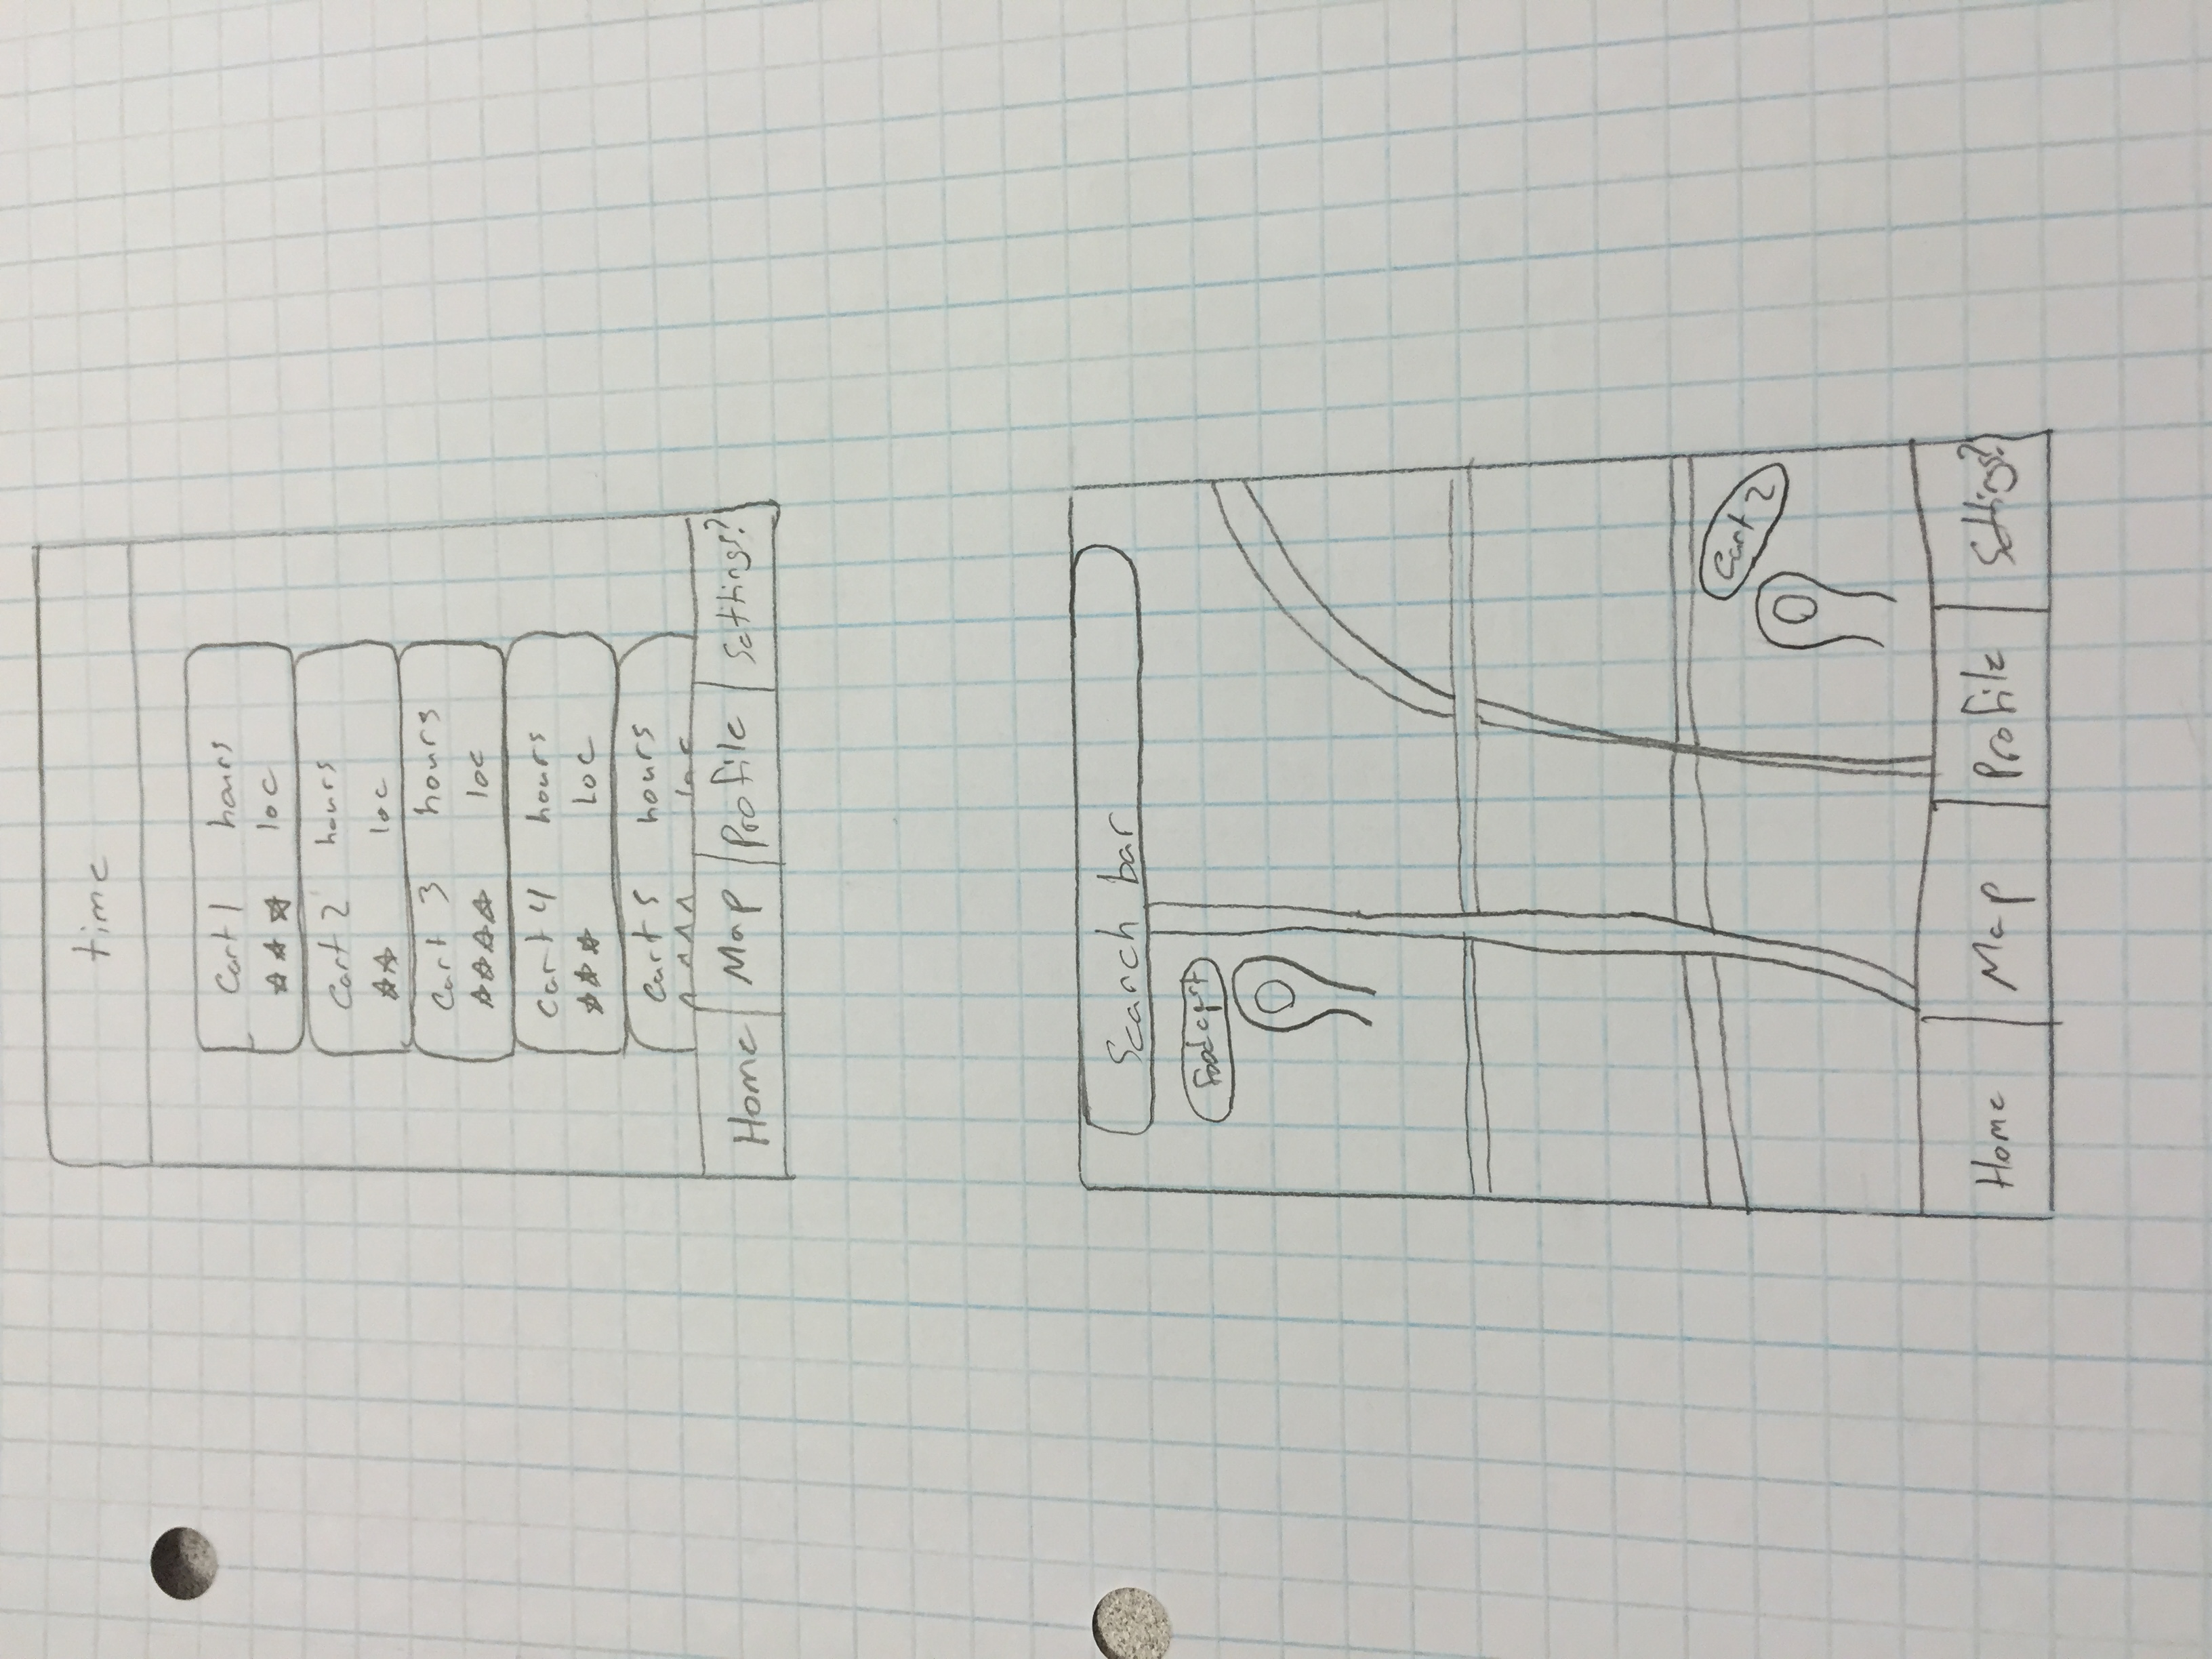 time
Cart 1 hours
loc
Cart 2 hours
loc
Cart 3 hours
loc
Cart 4 hours
Loc
Cart 5 hours
loc
Home Map Profile Settings?
Search bar
Food cart
Cart 2
Home Map Profile Settings?